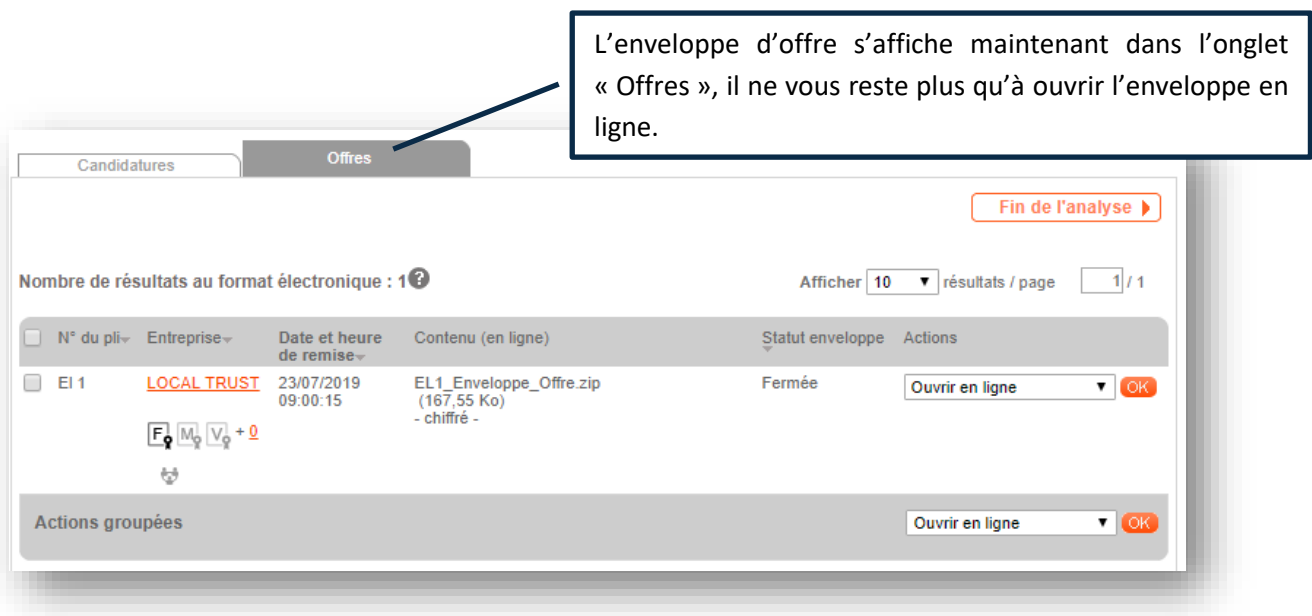 L’enveloppe d’offre s’affiche maintenant dans l’onglet
« Offres », il ne vous reste plus qu’à ouvrir l’enveloppe en
ligne.
Candidatures
Offres
Fin de l'analyse
Nombre de résultats au format électronique : 1 ?
Afficher 10 résultats / page 1 / 1
N° du pli Entreprise Date et heure Contenu (en ligne) Statut enveloppe Actions
de remise
El 1 LOCAL TRUST 23/07/2019 EL1_Enveloppe_Offre.zip Fermée Ouvrir en ligne OK
09:00:15 (167,55 Ko)
- chiffré -
F M V + 0
Actions groupées Ouvrir en ligne OK